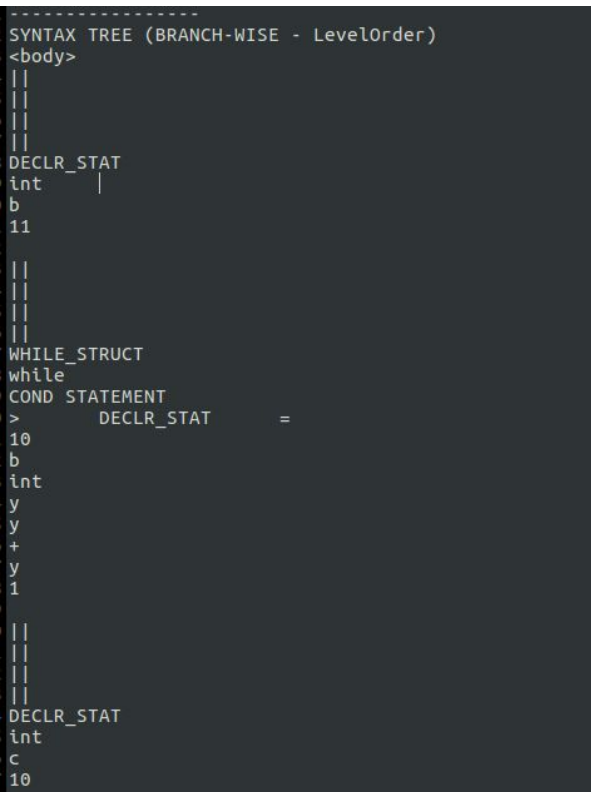 - - - - - - - - - - - - - - - - -
SYNTAX TREE (BRANCH-WISE - LevelOrder)
<body>
||
||
||
||
DECLR_STAT
int
b
11
||
||
||
||
WHILE_STRUCT
while
COND STATEMENT
> DECLR_STAT =
10
b
int
y
y
+
y
1
||
||
||
||
DECLR_STAT
int
c
10